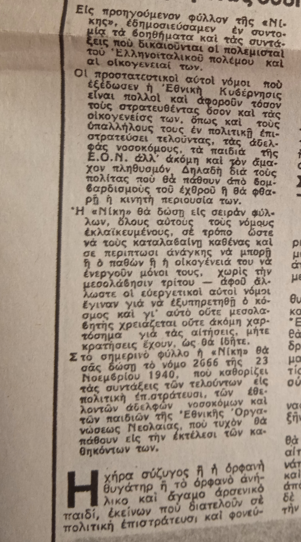 Εἰς προηγούμενον φύλλον τῆς «Νί-
κης», ἐδημοσιεύσαμεν ἐν συντο-
μίᾳ τὰ βοηθήματα καὶ τὰς συντά-
ξεις ποὺ δικαιοῦνται οἱ πολεμισταὶ
τοῦ Ἑλληνοϊταλικοῦ πολέμου καὶ
αἱ οἰκογένειαί των.
Οἱ προστατευτικοὶ αὐτοὶ νόμοι ποὺ
ἐξέδωσεν ἡ Ἐθνικὴ Κυβέρνησις
εἶναι πολλοὶ καὶ ἀφοροῦν τόσον
τοὺς στρατευθέντας ὅσον καὶ τὰς
οἰκογενείας των, ὅπως καὶ τοὺς
ὑπαλλήλους τους ἐν πολιτικῇ ἐπι-
στρατεύσει τελοῦντας, τὰς ἀδελ-
φὰς νοσοκόμους, τὰ παιδιὰ τῆς
Ε.Ο.Ν. ἀλλ' ἀκόμη καὶ τὸν ἄμα-
χον πληθυσμόν. Δηλαδὴ διὰ τοὺς
πολίτας ποὺ θὰ πάθουν ἀπὸ βομ-
βαρδισμοὺς τοῦ ἐχθροῦ ἢ θὰ φθα-
ρῇ ἡ κινητὴ περιουσία των.
Ἡ «Νίκη» θὰ δώσῃ εἰς σειρὰν φύλ-
λων, ὅλους αὐτοὺς τοὺς νόμους
ἐκλαϊκευμένους, σὲ τρόπο ὥστε
νὰ τοὺς καταλαβαίνῃ καθένας καὶ
σὲ περίπτωσι ἀνάγκης νὰ μπορῇ
ἢ ὁ παθὼν ἢ ἡ οἰκογένειά του νὰ
ἐνεργοῦν μόνοι τους, χωρὶς τὴν
μεσολάβησιν τρίτου — ἀφοῦ ἄλ-
λωστε οἱ εὐεργετικοὶ αὐτοὶ νόμοι
ἔγιναν γιὰ νὰ ἐξυπηρετηθῇ ὁ κό-
σμος καὶ γι' αὐτὸ οὔτε μεσολα-
βητὴς χρειάζεται οὔτε ἀκόμη χαρ-
τόσημα γιὰ τὰς αἰτήσεις, μήτε
κρατήσεις ἔχουν, ὡς θὰ ἰδῆτε.
Στὸ σημερινὸ φύλλο ἡ «Νίκη» θὰ
σᾶς δώσῃ τὸ νόμο 2666 τῆς 23
Νοεμβρίου 1940, ποὺ καθορίζει
τὰς συντάξεις τῶν τελούντων εἰς
πολιτικὴ ἐπιστράτευσι, τῶν ἐθε-
λοντῶν ἀδελφῶν νοσοκόμων καὶ
τῶν παιδιῶν τῆς Ἐθνικῆς Ὀργα-
νώσεως Νεολαίας, ποὺ τυχὸν θὰ
πάθουν εἰς τὴν ἐκτέλεσι τῶν κα-
θηκόντων των.
Ἡ χήρα σύζυγος ἢ ἡ ὀρφανὴ
θυγάτηρ ἢ τὸ ὀρφανὸ ἀνή-
λικο καὶ ἄγαμο ἀρσενικὸ
παιδί, ἐκείνων ποὺ διατελοῦν σὲ
πολιτικὴ ἐπιστράτευσι καὶ φονεύ-